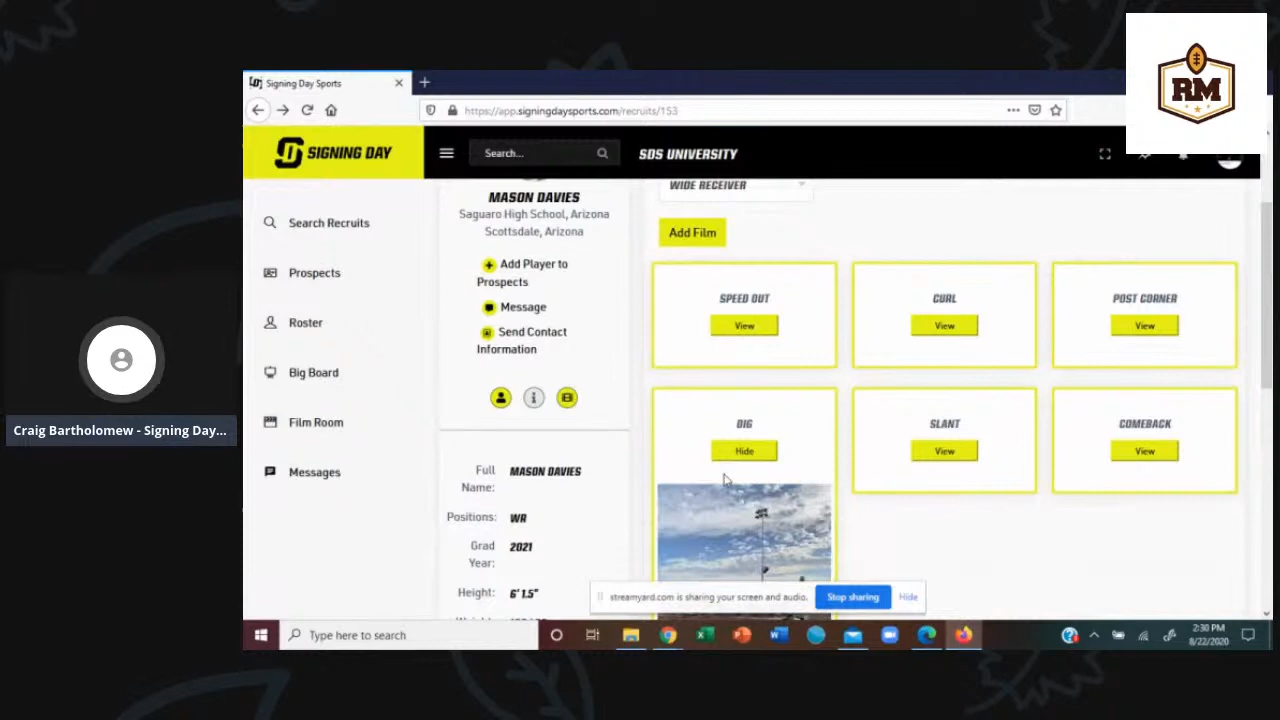 RM
Signing Day Sports
https://app.signingdaysports.com/recruits/153
SIGNING DAY
Search...
SDS UNIVERSITY
Search Recruits
Prospects
Roster
Big Board
Film Room
Messages
MASON DAVIES
Saguaro High School, Arizona
Scottsdale, Arizona
Add Player to
Prospects
Message
Send Contact
Information
Full
Name:
MASON DAVIES
Positions:
WR
Grad
Year:
2021
Height:
6' 1.5"
WIDE RECEIVER
Add Film
SPEED OUT
View
CURL
View
POST CORNER
View
DIG
Hide
SLANT
View
COMEBACK
View
Craig Bartholomew - Signing Day...
streamyard.com is sharing your screen and audio.
Stop sharing
Hide
Type here to search
2:30 PM
8/22/2020